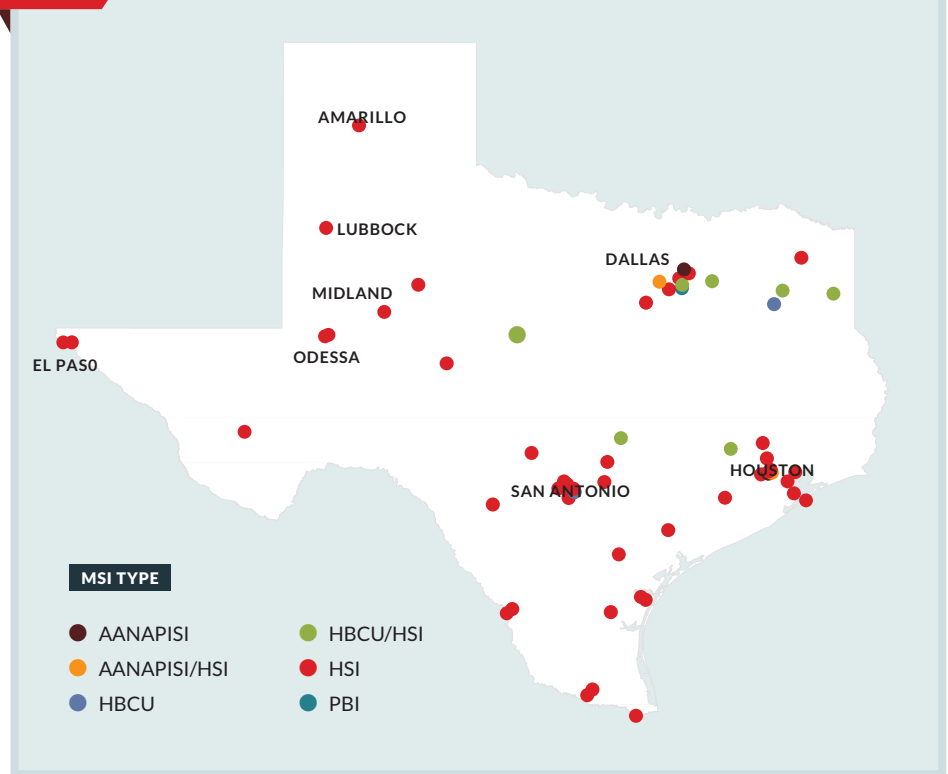 AMARILLO
LUBBOCK
DALLAS
MIDLAND
ODESSA
EL PAS0
HOUSTON
SAN ANTONIO
MSI TYPE
AANAPISI
HBCU/HSI
AANAPISI/HSI
HSI
HBCU
PBI